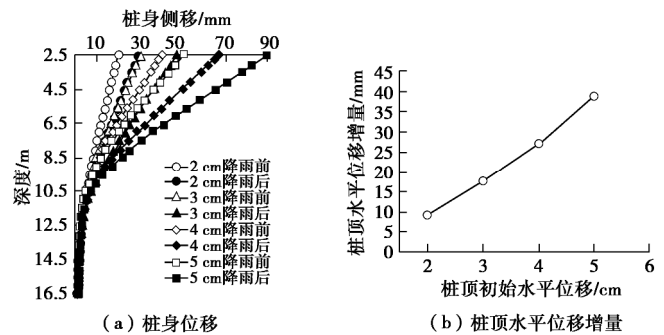 桩身侧移/mm
10 30 50 70 90
2.5
4.5
6.5
8.5
10.5
12.5
14.5
16.5
深度/m
2 cm降雨前
2 cm降雨后
3 cm降雨前
3 cm降雨后
4 cm降雨前
4 cm降雨后
5 cm降雨前
5 cm降雨后
(a) 桩身位移
桩顶水平位移增量/mm
45
40
35
30
25
20
15
10
5
0
2 3 4 5 6
桩顶初始水平位移/cm
(b) 桩顶水平位移增量